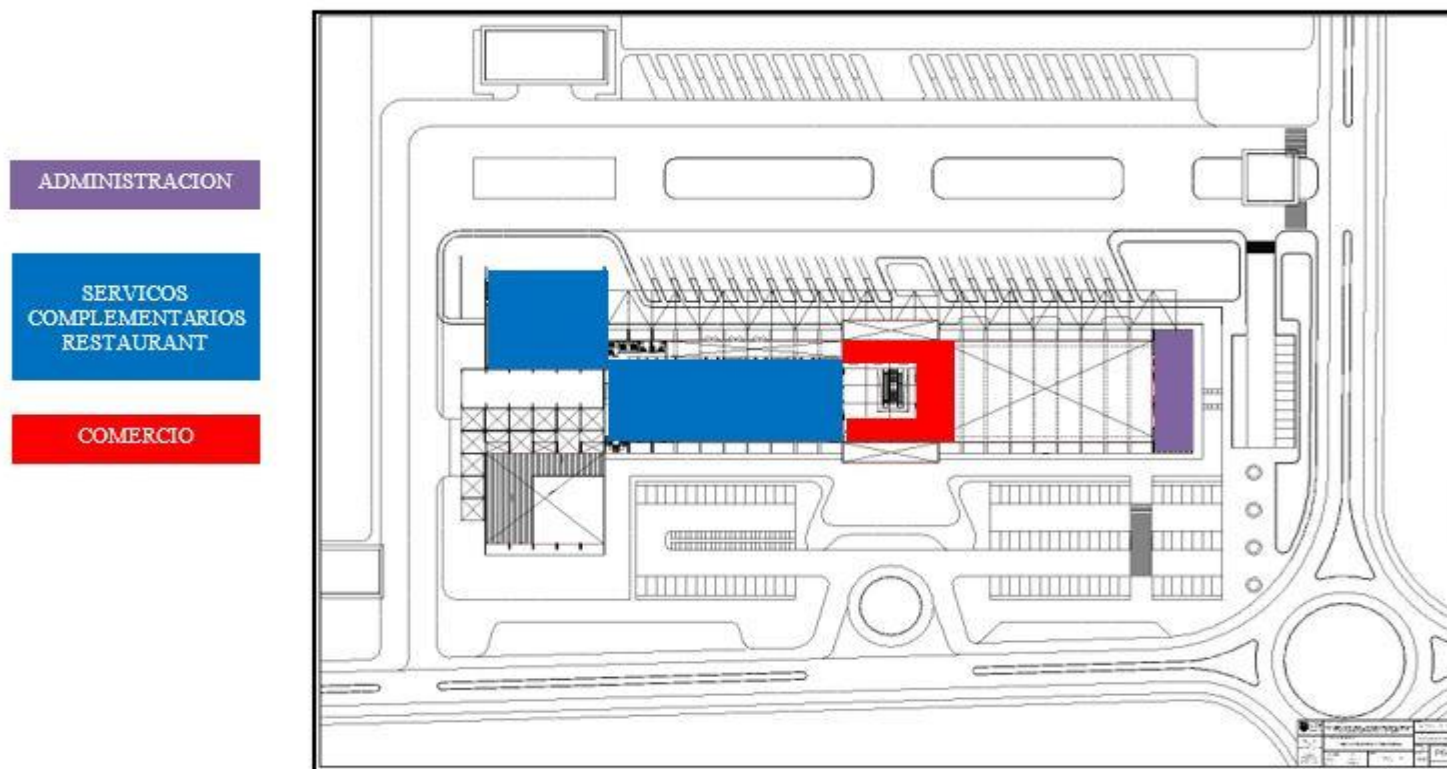 ADMINISTRACION
SERVICOS
COMPLEMENTARIOS
RESTAURANT
COMERCIO